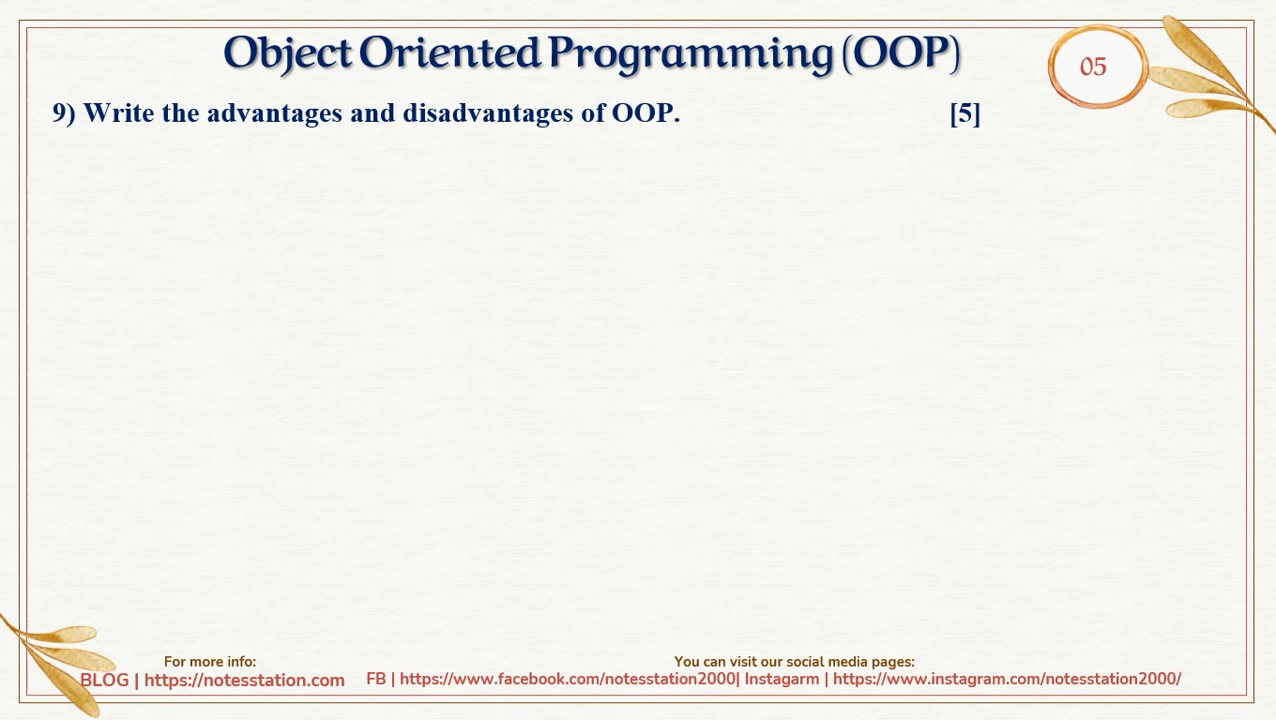 Object Oriented Programming (OOP)
05
9) Write the advantages and disadvantages of OOP. [5]
For more info:
You can visit our social media pages:
BLOG | https://notesstation.com
FB | https://www.facebook.com/notesstation2000| Instagarm | https://www.instagram.com/notesstation2000/